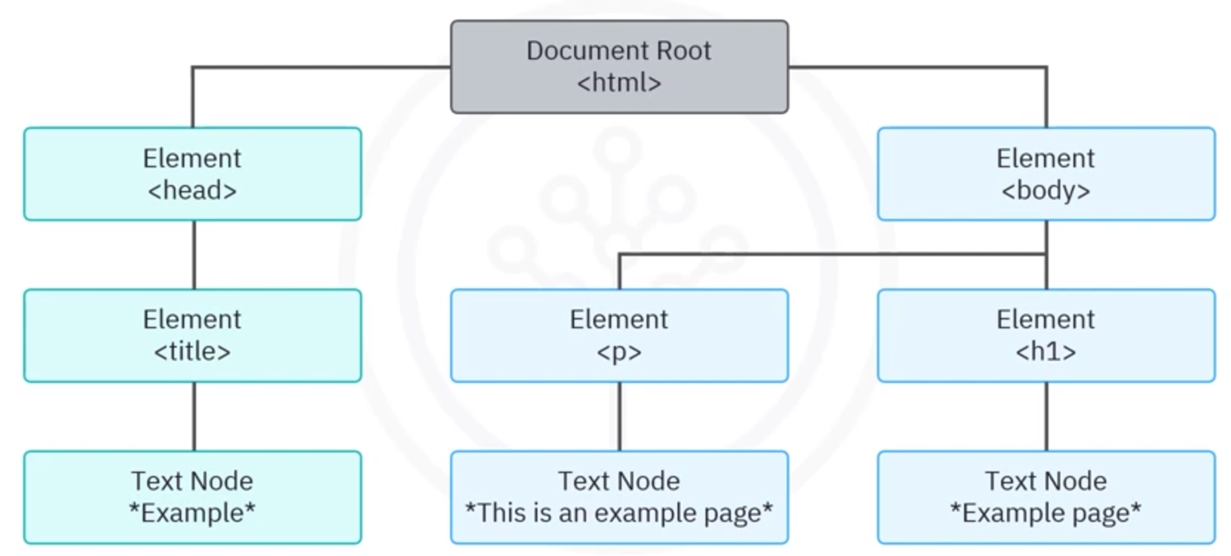 Document Root
<html>
Element
<head>
Element
<body>
Element
<title>
Element
<p>
Element
<h1>
Text Node
*Example*
Text Node
*This is an example page*
Text Node
*Example page*